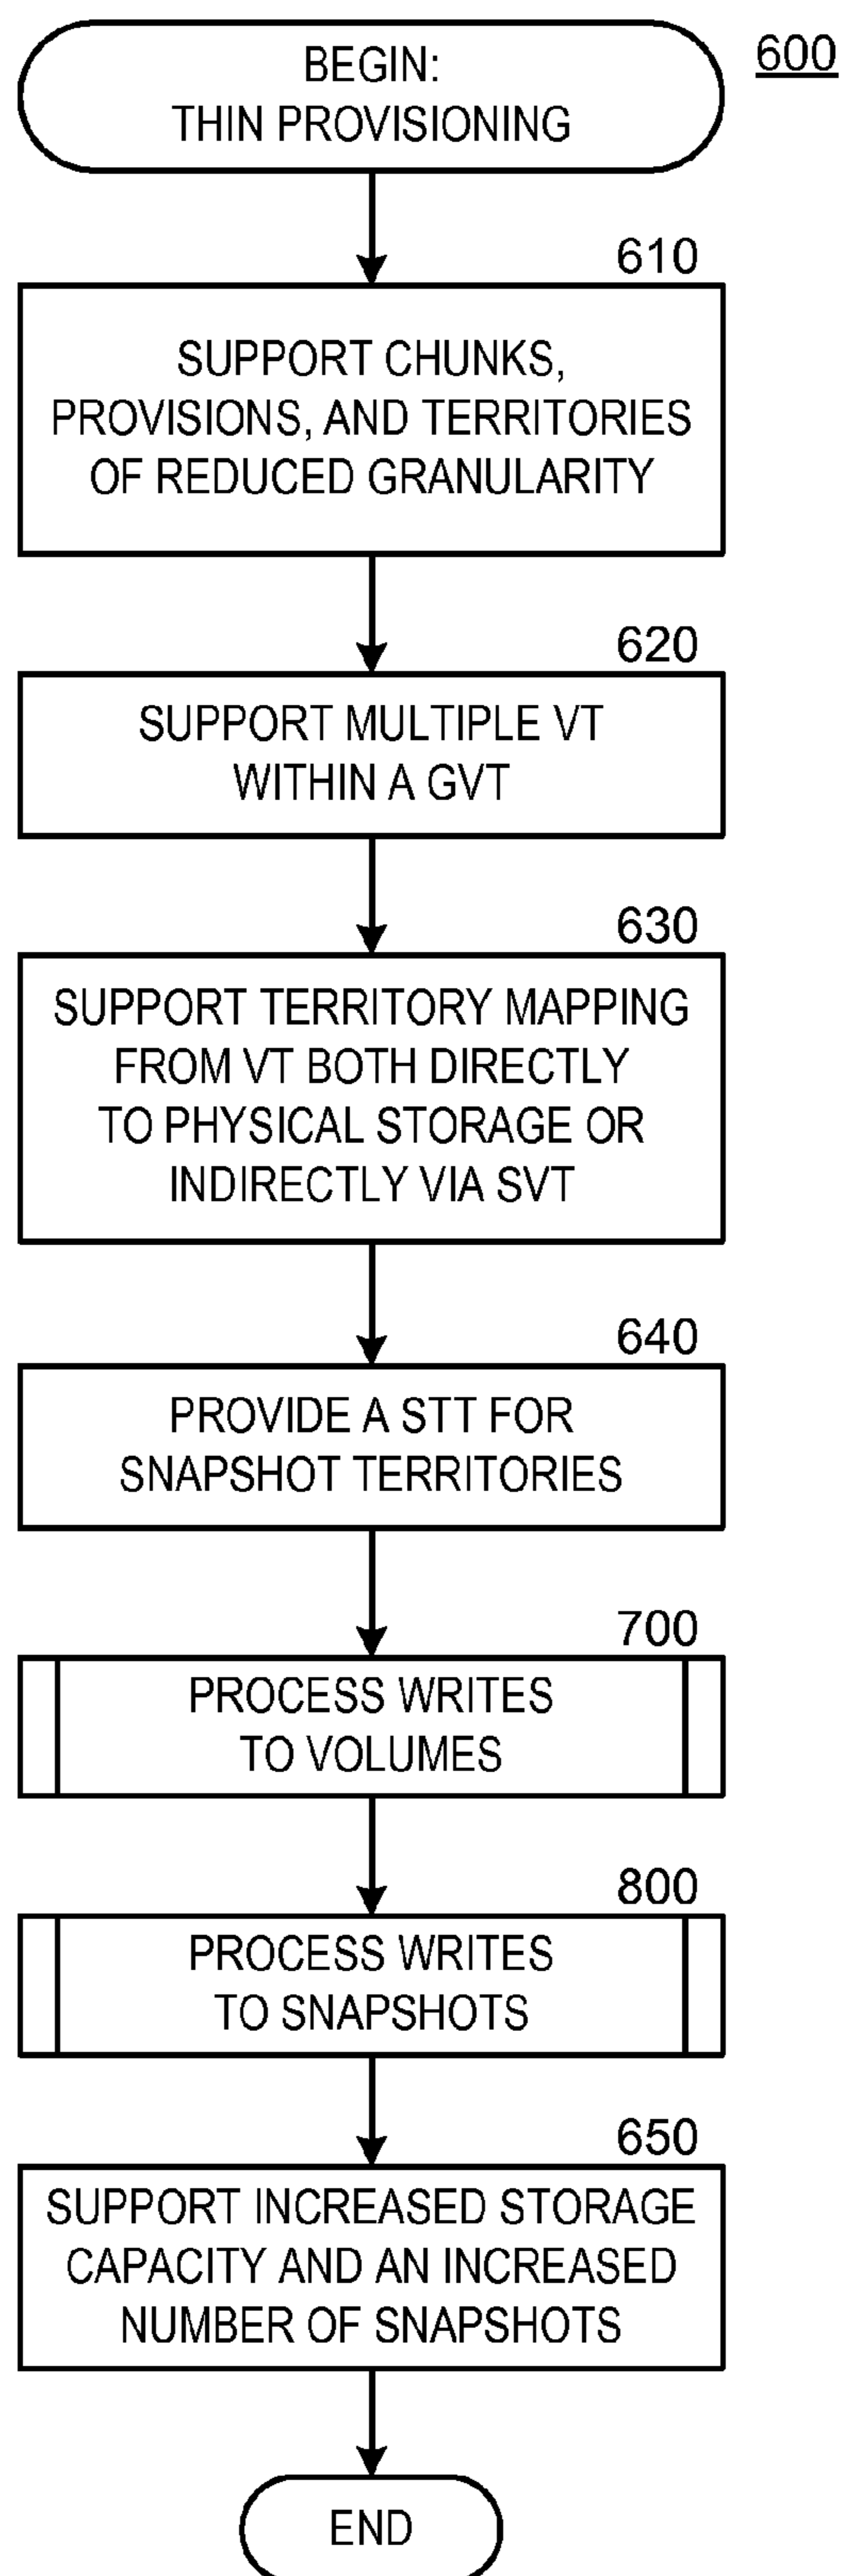 BEGIN:
THIN PROVISIONING
600
610
SUPPORT CHUNKS,
PROVISIONS, AND TERRITORIES
OF REDUCED GRANULARITY
620
SUPPORT MULTIPLE VT
WITHIN A GVT
630
SUPPORT TERRITORY MAPPING
FROM VT BOTH DIRECTLY
TO PHYSICAL STORAGE OR
INDIRECTLY VIA SVT
640
PROVIDE A STT FOR
SNAPSHOT TERRITORIES
700
PROCESS WRITES
TO VOLUMES
800
PROCESS WRITES
TO SNAPSHOTS
650
SUPPORT INCREASED STORAGE
CAPACITY AND AN INCREASED
NUMBER OF SNAPSHOTS
END